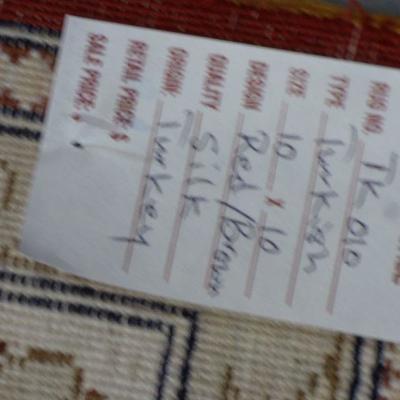 RUG NO. TK 010
TYPE Turkish
SIZE 10 x 10
DESIGN Red/Brown
QUALITY Silk
ORIGIN: Turkey
RETAIL PRICE: $
SALE PRICE: $